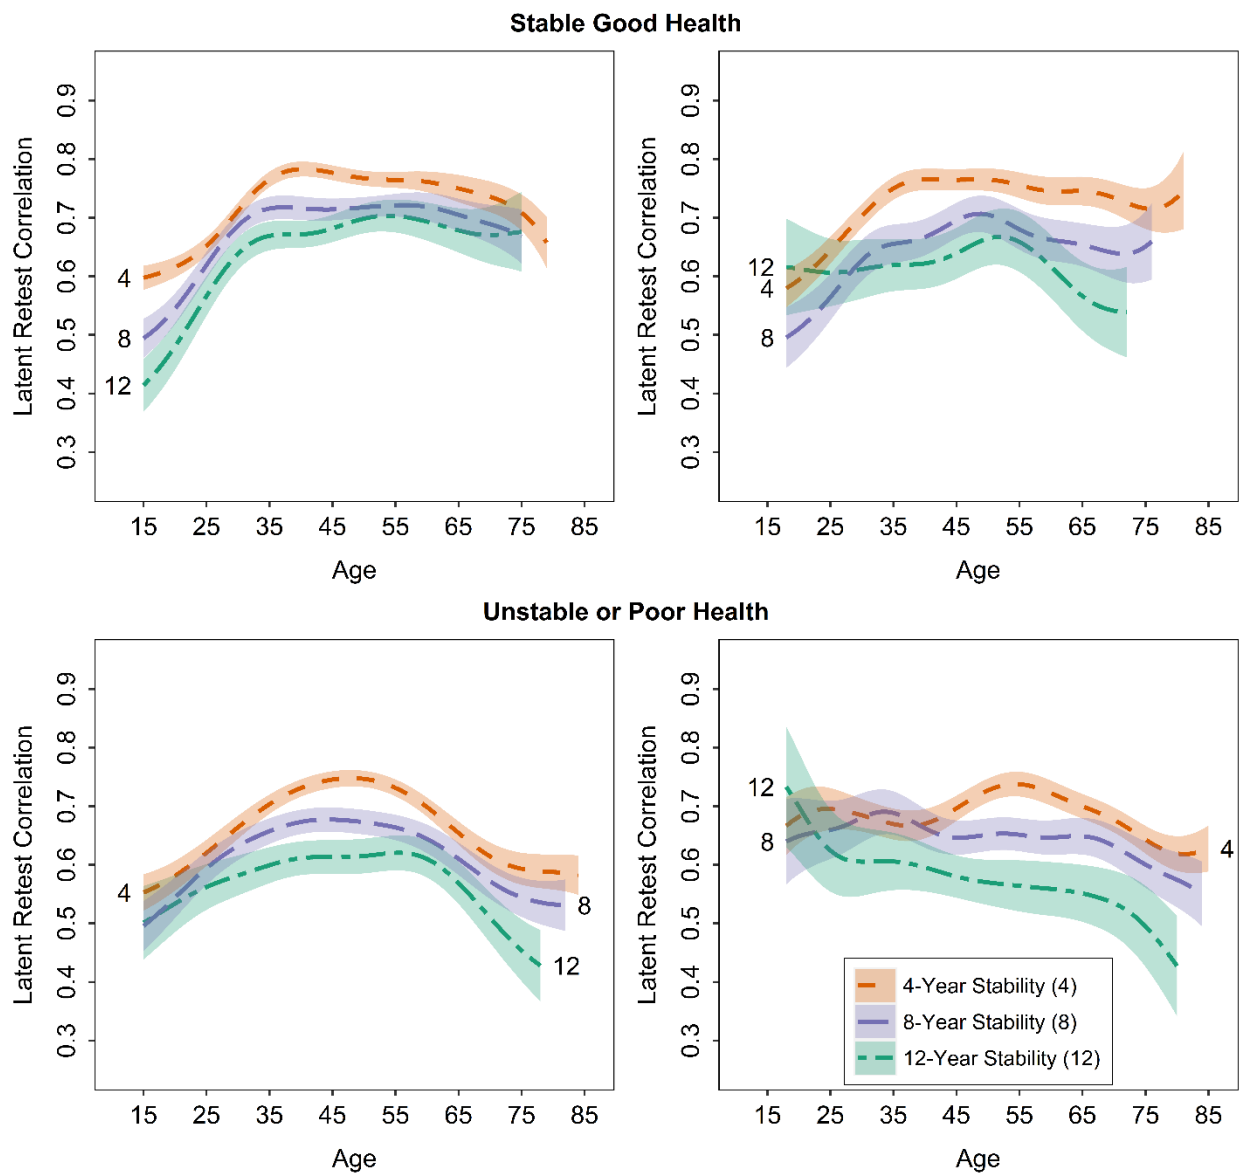 Stable Good Health
Latent Retest Correlation
0.9
0.8
0.7
0.6
0.5
0.4
0.3
4
8
12
15 25 35 45 55 65 75 85
Age
Latent Retest Correlation
0.9
0.8
0.7
0.6
0.5
0.4
0.3
12
4
8
15 25 35 45 55 65 75 85
Age
Unstable or Poor Health
Latent Retest Correlation
0.9
0.8
0.7
0.6
0.5
0.4
0.3
4
8
12
15 25 35 45 55 65 75 85
Age
Latent Retest Correlation
0.9
0.8
0.7
0.6
0.5
0.4
0.3
12
8
4
4-Year Stability (4)
8-Year Stability (8)
12-Year Stability (12)
15 25 35 45 55 65 75 85
Age